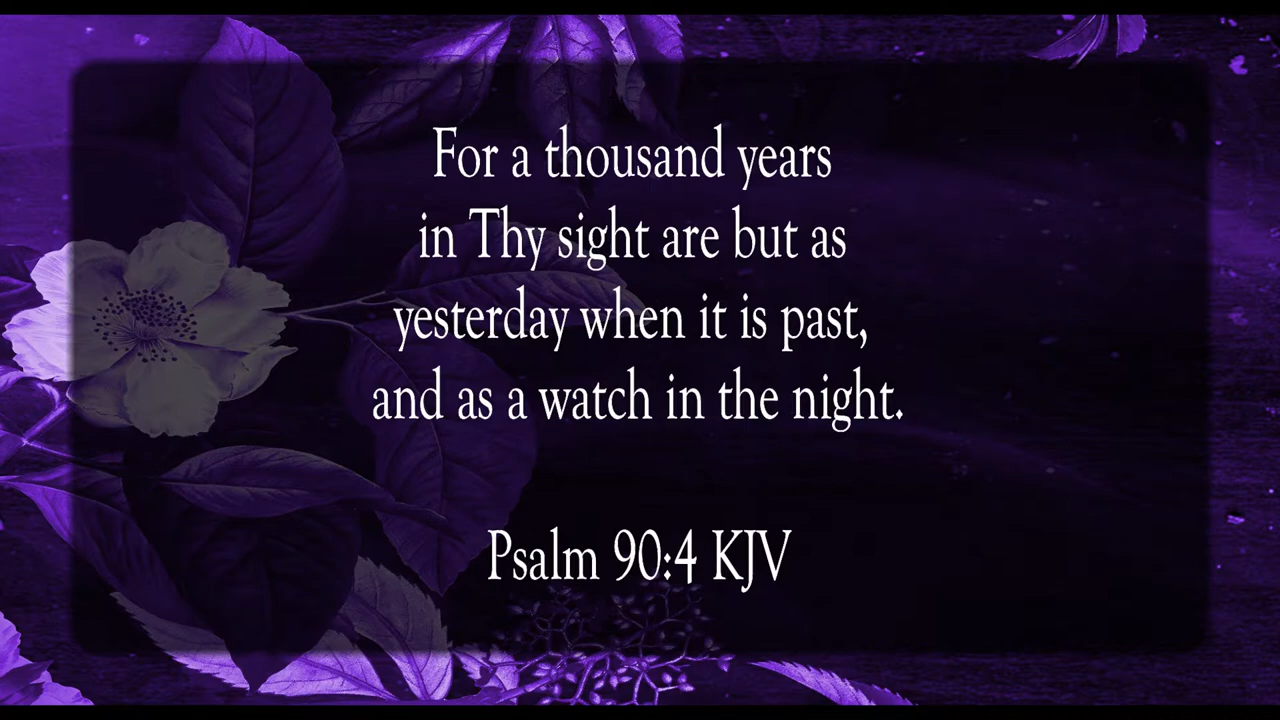 For a thousand years
in Thy sight are but as
yesterday when it is past,
and as a watch in the night.
Psalm 90:4 KJV